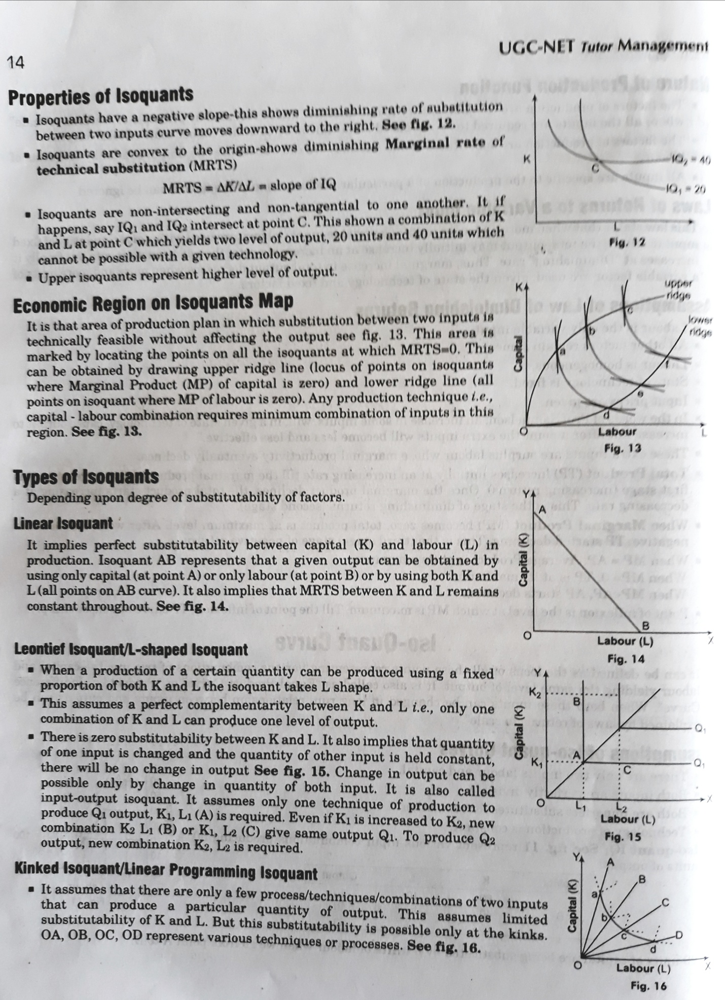 UGC-NET Tutor Management
14
Properties of Isoquants
▪ Isoquants have a negative slope-this shows diminishing rate of substitution
between two inputs curve moves downward to the right. See fig. 12.
▪ Isoquants are convex to the origin-shows diminishing Marginal rate of
technical substitution (MRTS)
MRTS = ΔK/ΔL = slope of IQ
▪ Isoquants are non-intersecting and non-tangential to one another. It if
happens, say IQ1 and IQ2 intersect at point C. This shown a combination of K
and L at point C which yields two level of output, 20 units and 40 units which
cannot be possible with a given technology.
▪ Upper isoquants represent higher level of output.
K
C
IQ2 = 40
IQ1 = 20
L
Fig. 12
Economic Region on Isoquants Map
It is that area of production plan in which substitution between two inputs is
technically feasible without affecting the output see fig. 13. This area is
marked by locating the points on all the isoquants at which MRTS=0. This
can be obtained by drawing upper ridge line (locus of points on isoquants
where Marginal Product (MP) of capital is zero) and lower ridge line (all
points on isoquant where MP of labour is zero). Any production technique i.e.,
capital - labour combination requires minimum combination of inputs in this
region. See fig. 13.
K
upper
ridge
lower
ridge
Capital
a
b
c
d
e
f
O
Labour
L
Fig. 13
Types of Isoquants
Depending upon degree of substitutability of factors.
Linear Isoquant
It implies perfect substitutability between capital (K) and labour (L) in
production. Isoquant AB represents that a given output can be obtained by
using only capital (at point A) or only labour (at point B) or by using both K and
L (all points on AB curve). It also implies that MRTS between K and L remains
constant throughout. See fig. 14.
Y
A
Capital (K)
B
O
Labour (L)
X
Fig. 14
Leontief Isoquant/L-shaped Isoquant
▪ When a production of a certain quantity can be produced using a fixed
proportion of both K and L the isoquant takes L shape.
▪ This assumes a perfect complementarity between K and L i.e., only one
combination of K and L can produce one level of output.
▪ There is zero substitutability between K and L. It also implies that quantity
of one input is changed and the quantity of other input is held constant,
there will be no change in output See fig. 15. Change in output can be
possible only by change in quantity of both input. It is also called
input-output isoquant. It assumes only one technique of production to
produce Q1 output, K1, L1 (A) is required. Even if K1 is increased to K2, new
combination K2 L1 (B) or K1, L2 (C) give same output Q1. To produce Q2
output, new combination K2, L2 is required.
Y
K2
B
Capital (K)
Q1
K1
A
Q1
C
O
L1
L2
X
Labour (L)
Fig. 15
Kinked Isoquant/Linear Programming Isoquant
▪ It assumes that there are only a few process/techniques/combinations of two inputs
that can produce a particular quantity of output. This assumes limited
substitutability of K and L. But this substitutability is possible only at the kinks.
OA, OB, OC, OD represent various techniques or processes. See fig. 16.
Y
A
B
C
D
Capital (K)
a
b
c
d
O
Labour (L)
X
Fig. 16